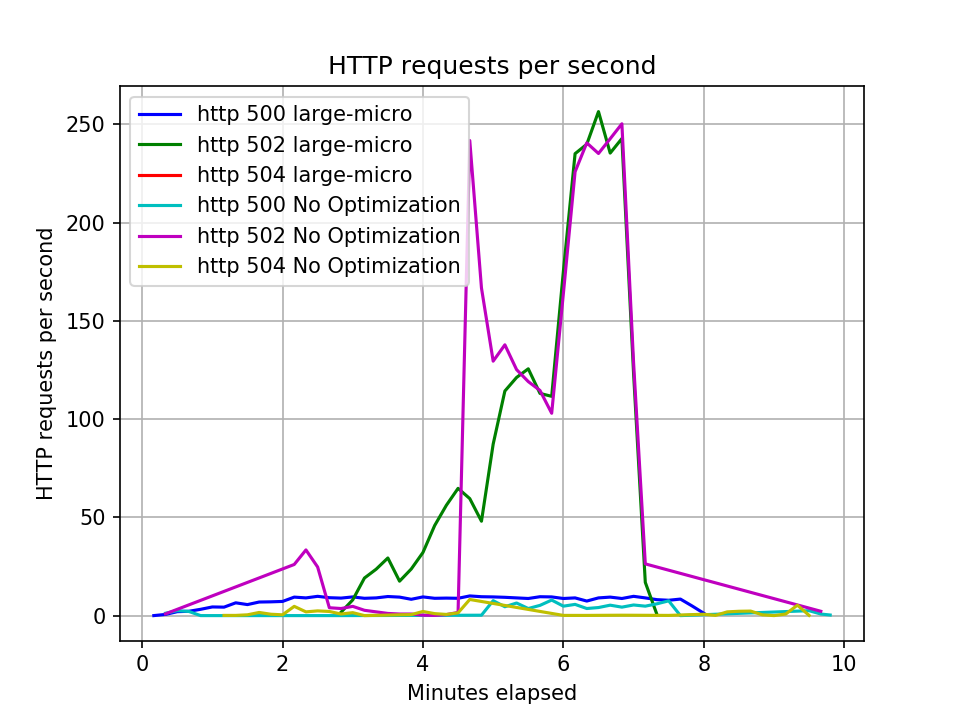 HTTP requests per second
http 500 large-micro
http 502 large-micro
http 504 large-micro
http 500 No Optimization
http 502 No Optimization
http 504 No Optimization
HTTP requests per second
250
200
150
100
50
0
0 2 4 6 8 10
Minutes elapsed